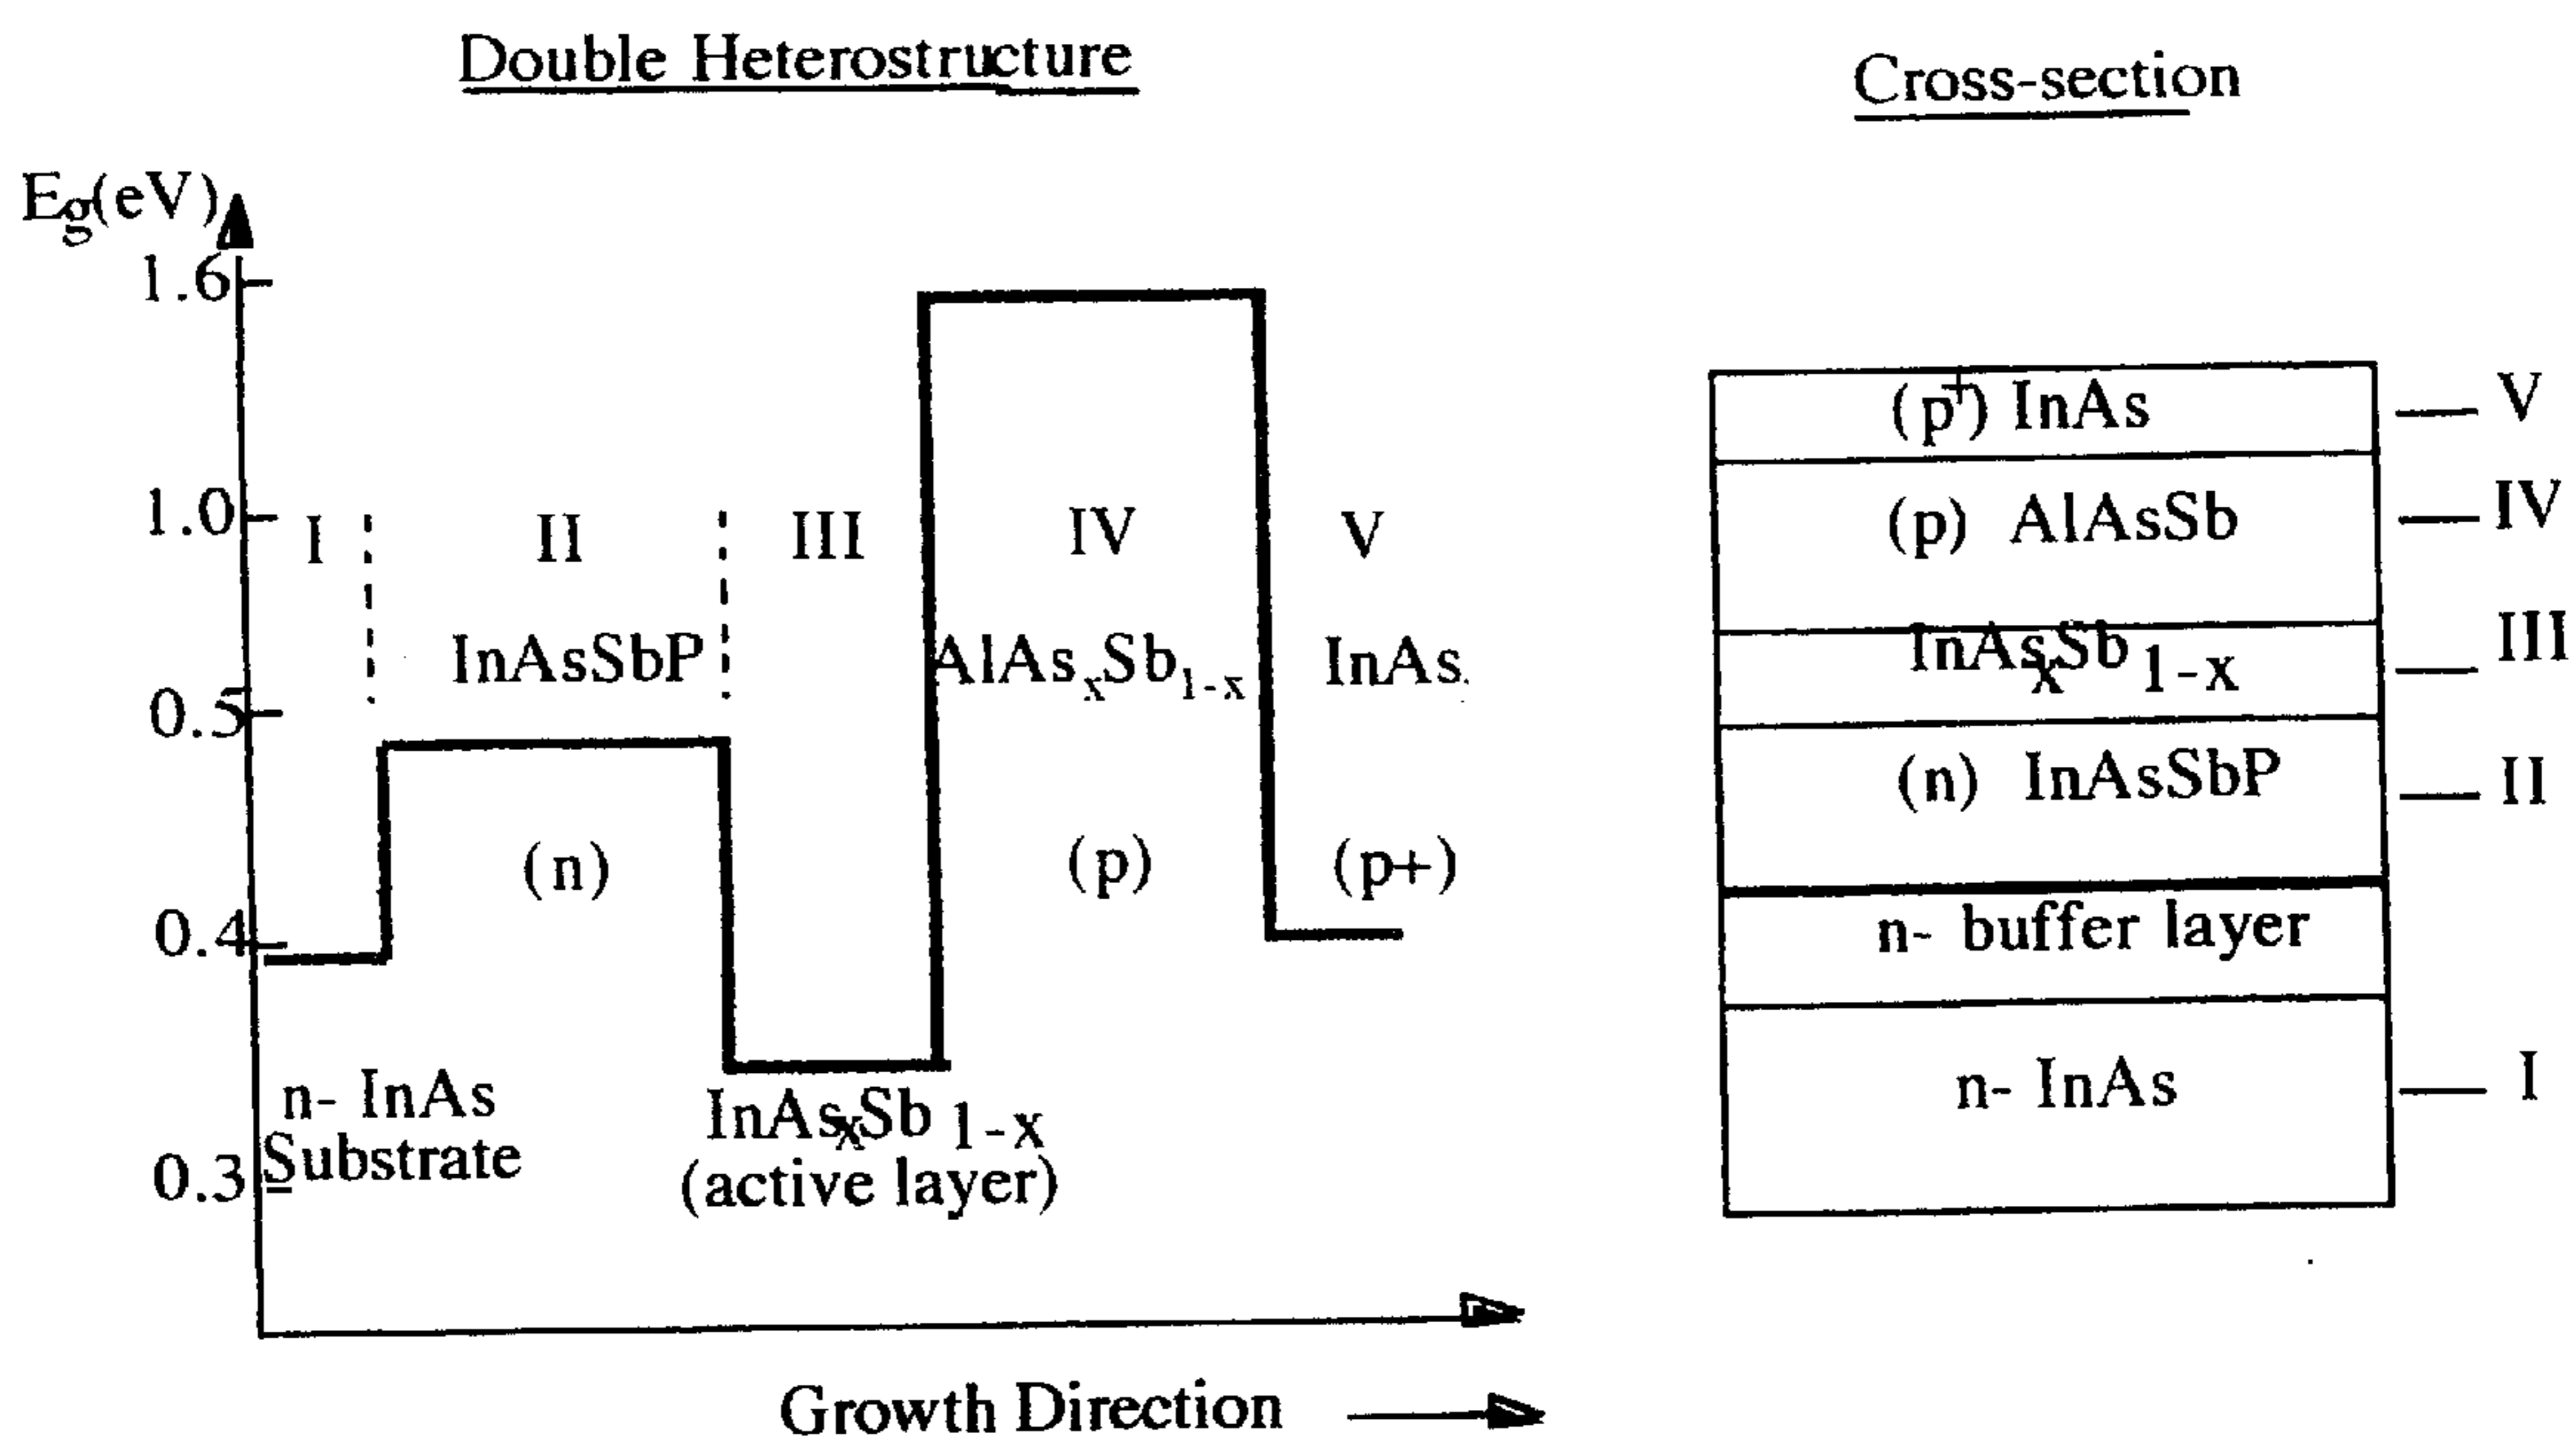 Double Heterostructure
Cross-section
Eg(eV)
1.6
1.0
0.5
0.4
0.3
I
II
III
IV
V
InAsSbP
AlAsxSb1-x
InAs
(n)
(p)
(p+)
n- InAs
Substrate
InAsxSb 1-x
(active layer)
Growth Direction
(p+) InAs
V
(p) AlAsSb
IV
InAsxSb 1-x
III
(n) InAsSbP
II
n- buffer layer
n- InAs
I